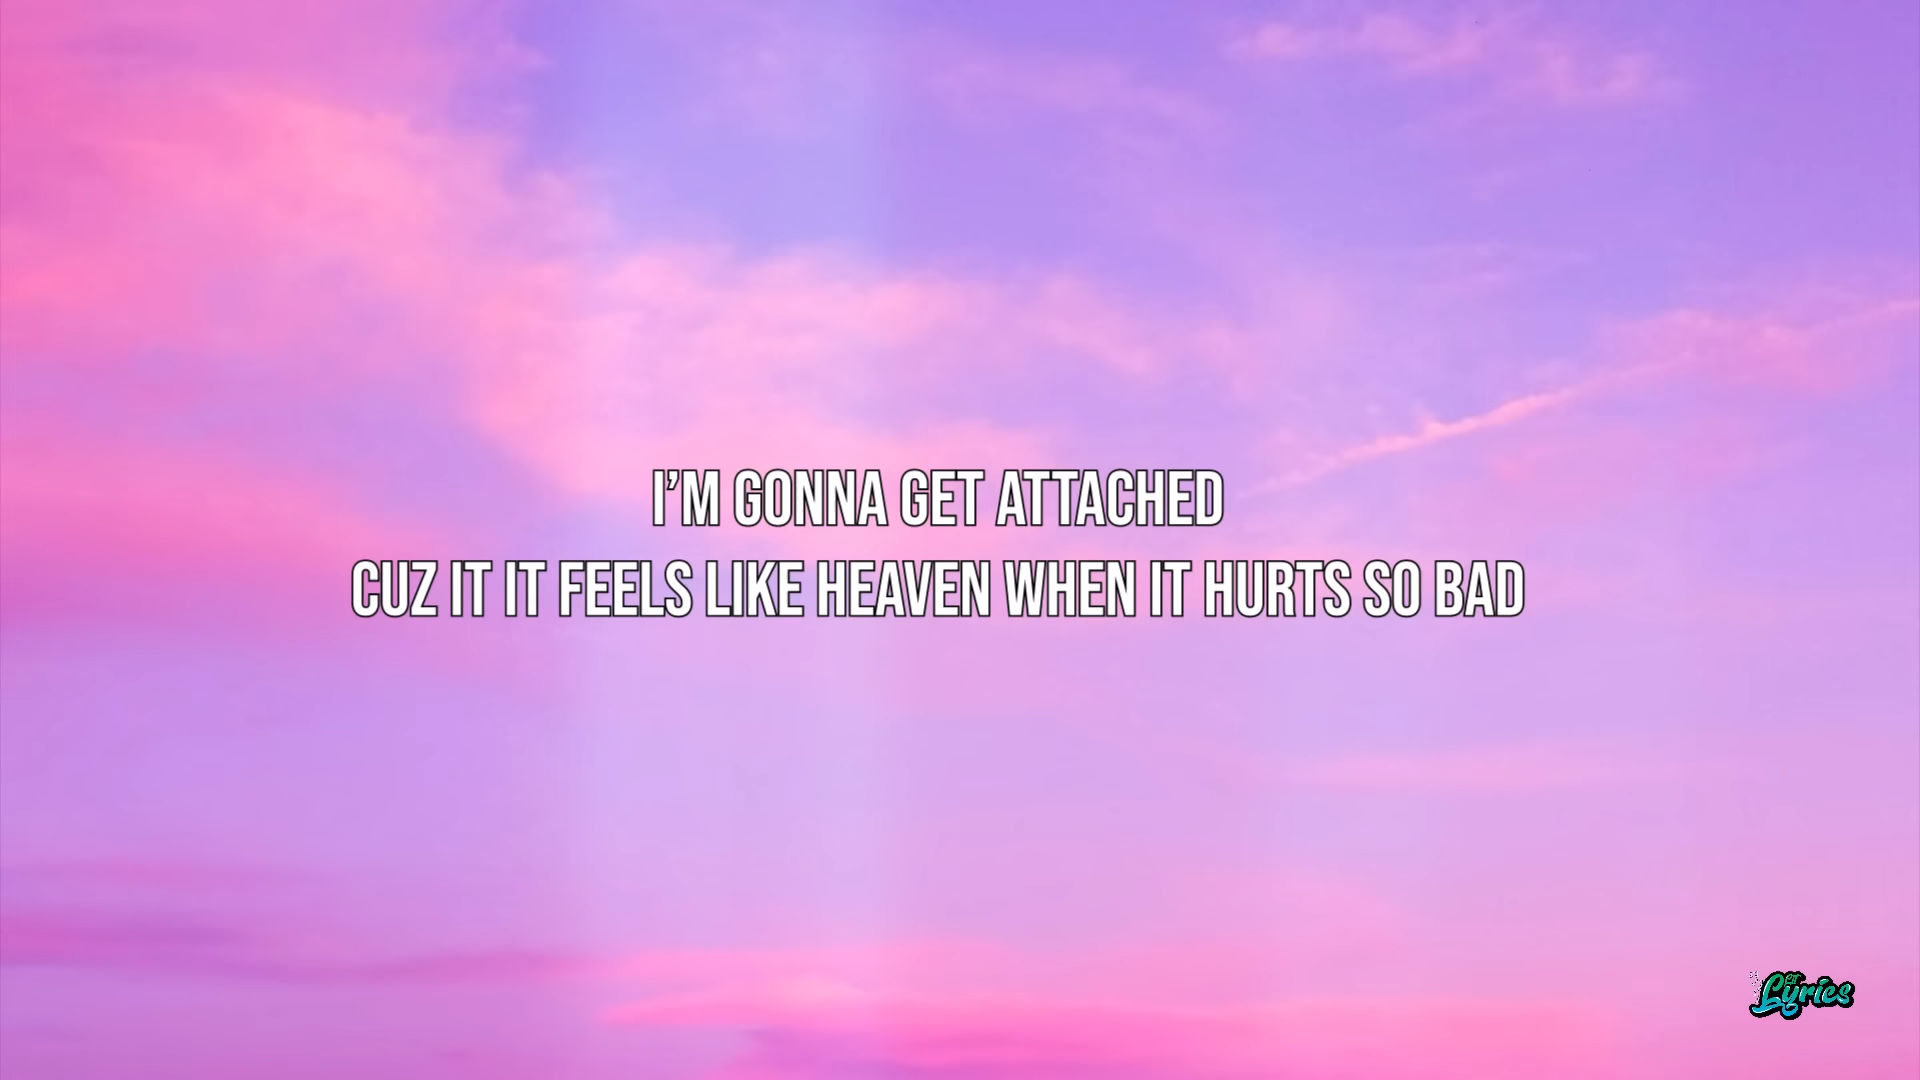 I'M GONNA GET ATTACHED
CUZ IT IT FEELS LIKE HEAVEN WHEN IT HURTS SO BAD
Lyrics